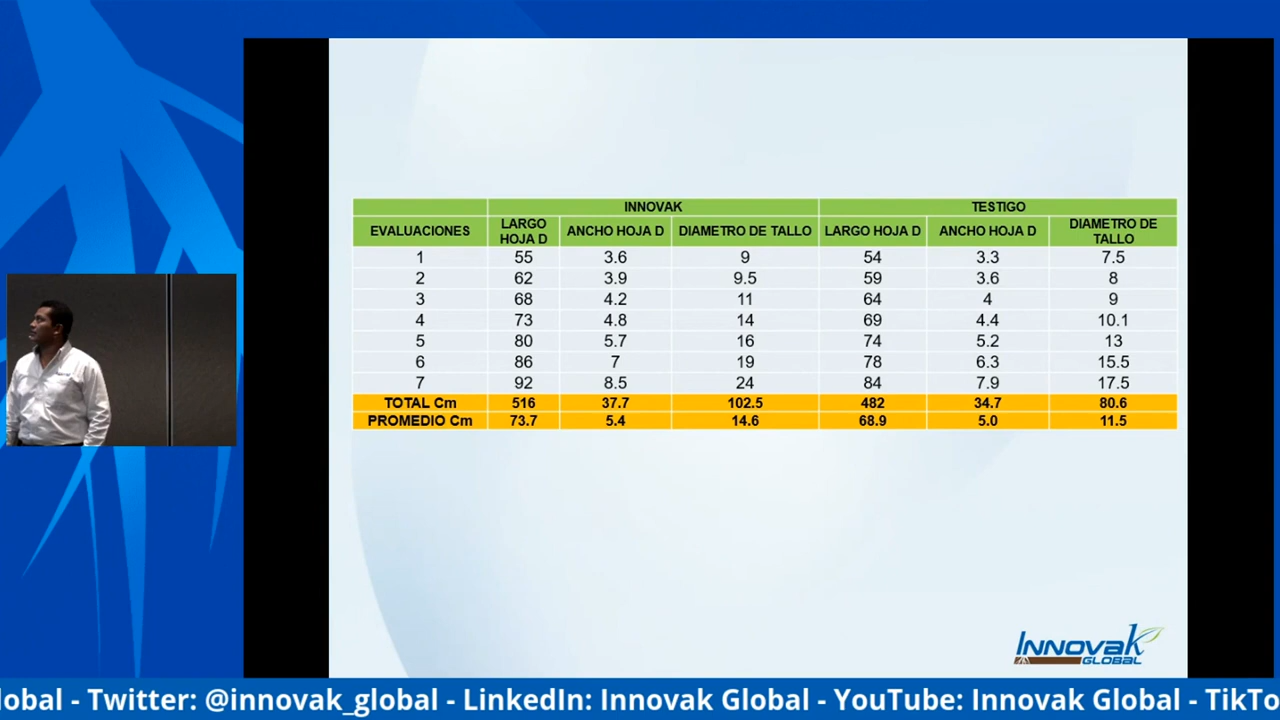 INNOVAK TESTIGO
EVALUACIONES LARGO HOJA D ANCHO HOJA D DIAMETRO DE TALLO LARGO HOJA D ANCHO HOJA D DIAMETRO DE TALLO
1 55 3.6 9 54 3.3 7.5
2 62 3.9 9.5 59 3.6 8
3 68 4.2 11 64 4 9
4 73 4.8 14 69 4.4 10.1
5 80 5.7 16 74 5.2 13
6 86 7 19 78 6.3 15.5
7 92 8.5 24 84 7.9 17.5
TOTAL Cm 516 37.7 102.5 482 34.7 80.6
PROMEDIO Cm 73.7 5.4 14.6 68.9 5.0 11.5
Innovak
GLOBAL
lobal - Twitter: @innovak_global - LinkedIn: Innovak Global - YouTube: Innovak Global - TikTo